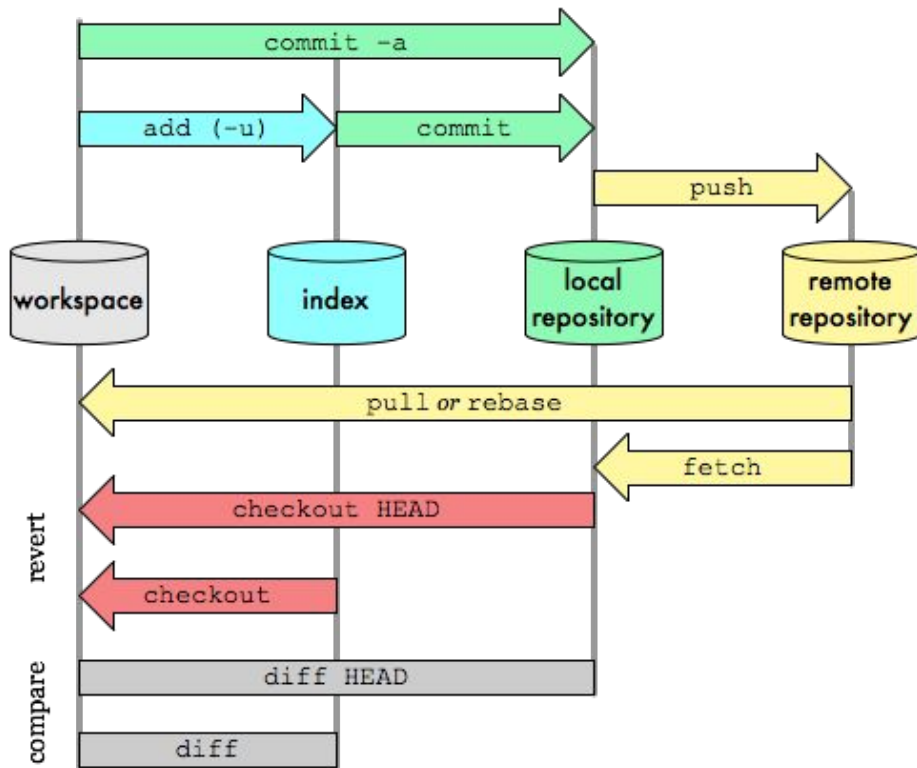 commit -a
add (-u)
commit
push
workspace
index
local
repository
remote
repository
pull or rebase
fetch
revert
checkout HEAD
checkout
compare
diff HEAD
diff